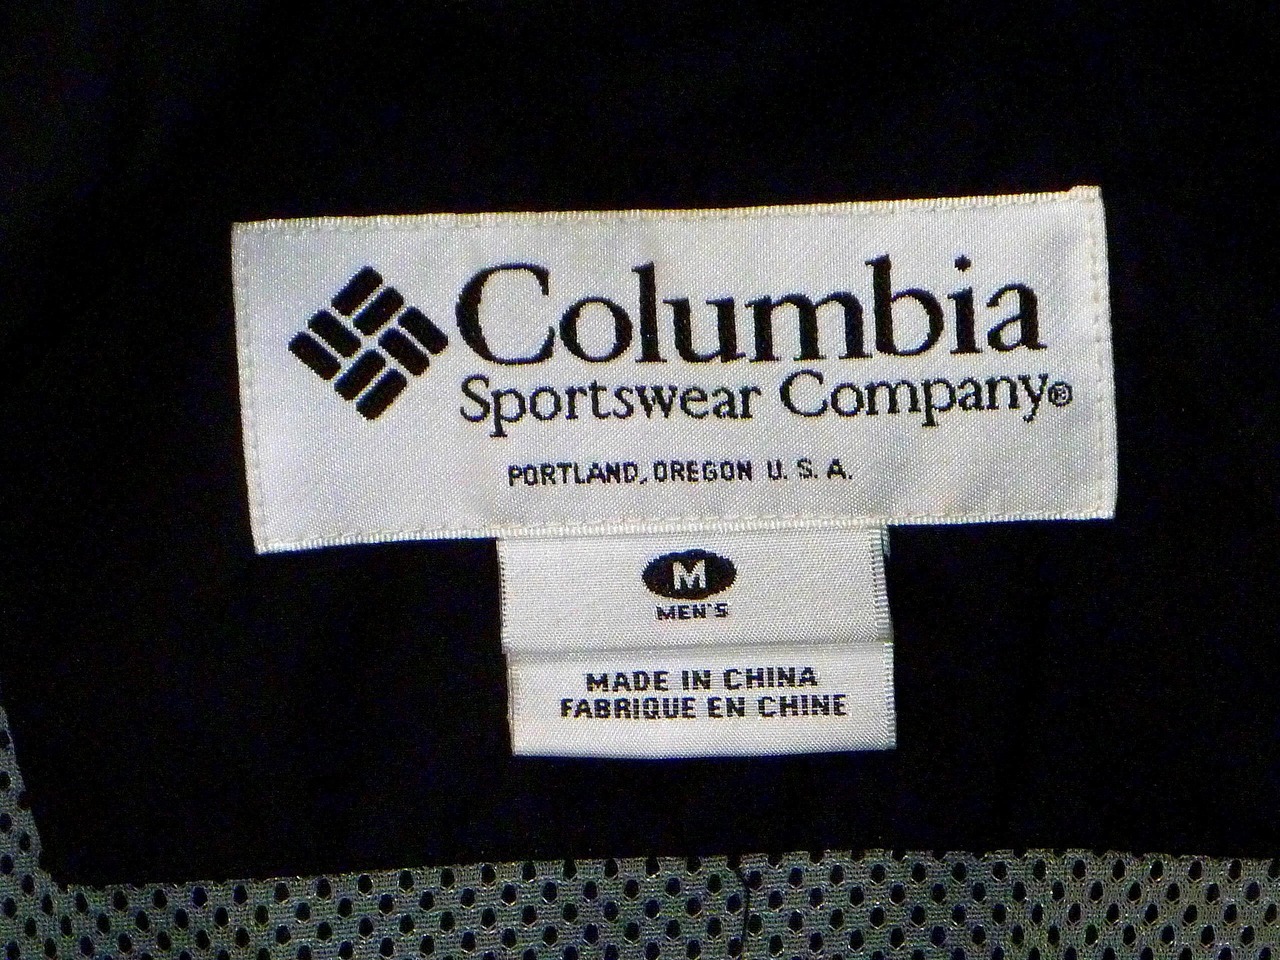 Columbia
Sportswear Company®
PORTLAND, OREGON U. S. A.
M
MEN'S
MADE IN CHINA
FABRIQUE EN CHINE